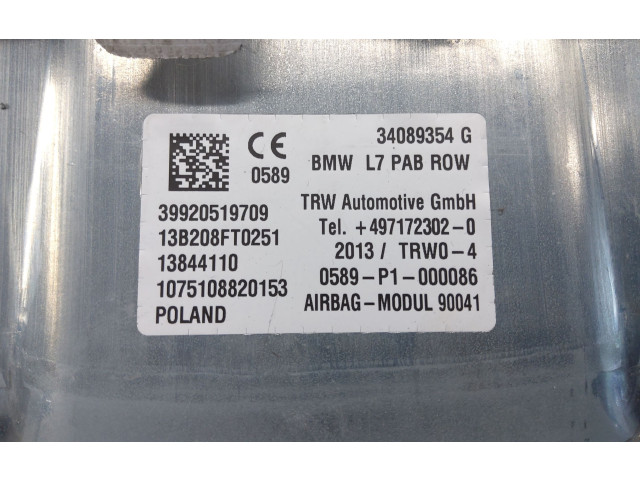 CE 0589
39920519709
13B208FT0251
13844110
1075108820153
POLAND
34089354 G
BMW L7 PAB ROW
TRW Automotive GmbH
Tel. +497172302-0
2013 / TRWO-4
0589-P1-000086
AIRBAG-MODUL 90041